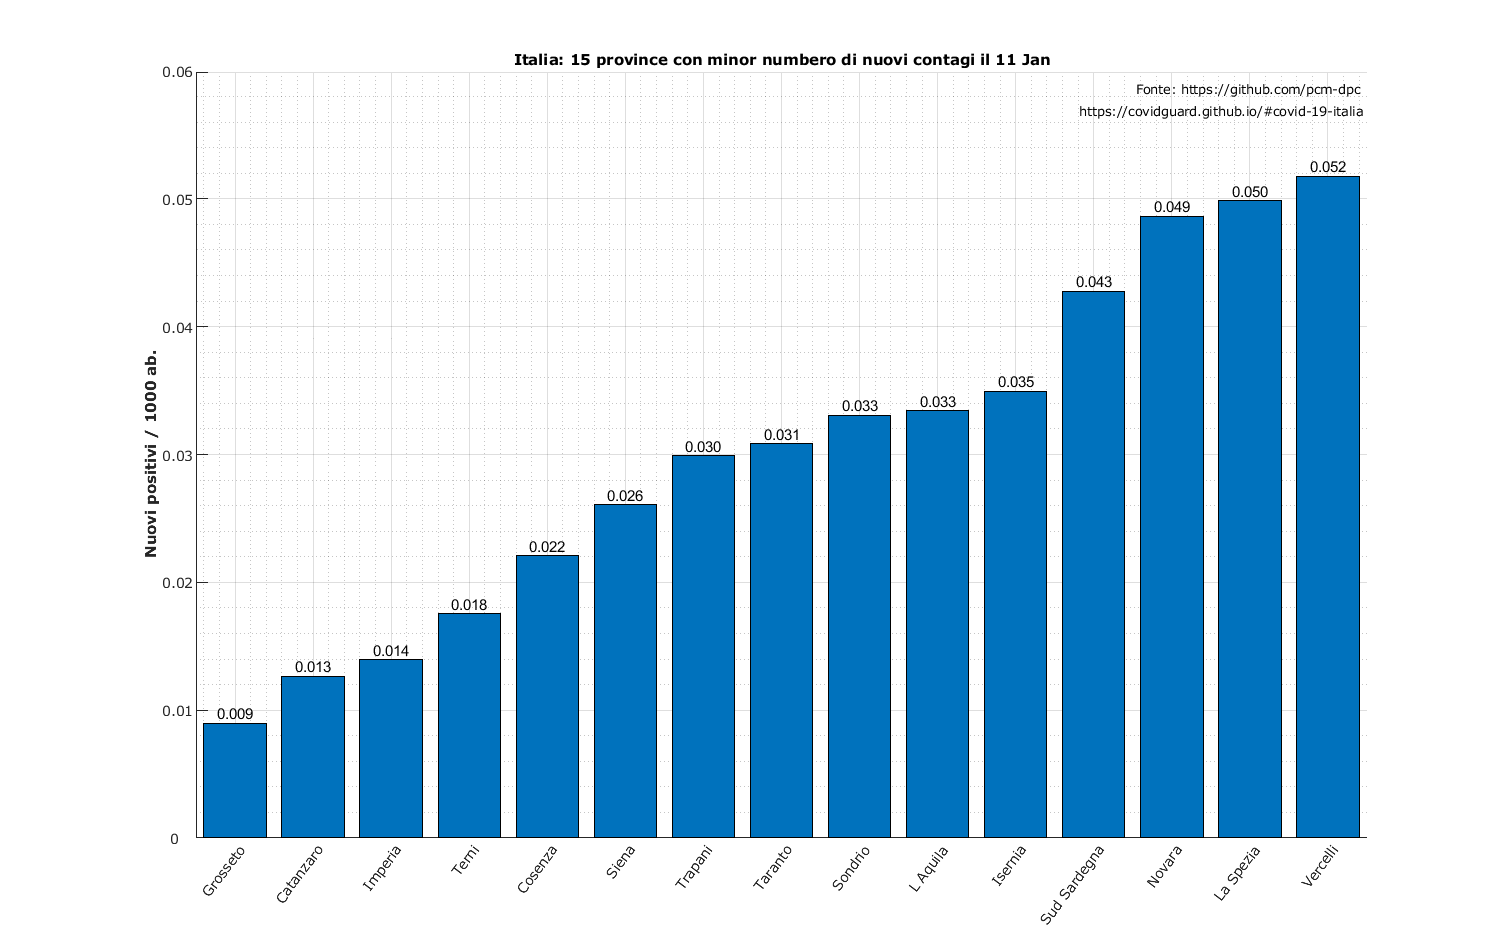 Italia: 15 province con minor numbero di nuovi contagi il 11 Jan
Fonte: https://github.com/pcm-dpc
https://covidguard.github.io/#covid-19-italia
Nuovi positivi / 1000 ab.
0.06
0.05
0.04
0.03
0.02
0.01
0
0.009
0.013
0.014
0.018
0.022
0.026
0.030
0.031
0.033
0.033
0.035
0.043
0.049
0.050
0.052
Grosseto
Catanzaro
Imperia
Terni
Cosenza
Siena
Trapani
Taranto
Sondrio
L Aquila
Isernia
Sud Sardegna
Novara
La Spezia
Vercelli